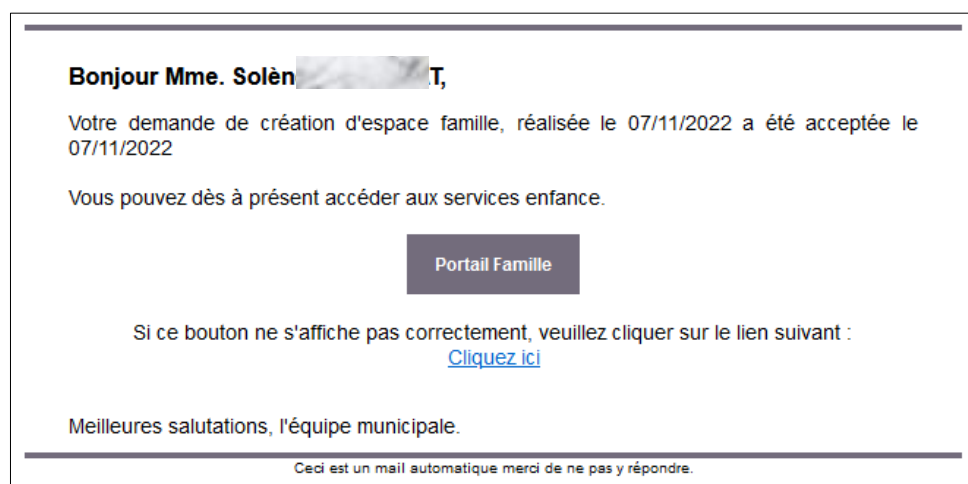 Bonjour Mme. Solèn T,
Votre demande de création d'espace famille, réalisée le 07/11/2022 a été acceptée le
07/11/2022
Vous pouvez dès à présent accéder aux services enfance.
Portail Famille
Si ce bouton ne s'affiche pas correctement, veuillez cliquer sur le lien suivant :
Cliquez ici
Meilleures salutations, l'équipe municipale.
Ceci est un mail automatique merci de ne pas y répondre.